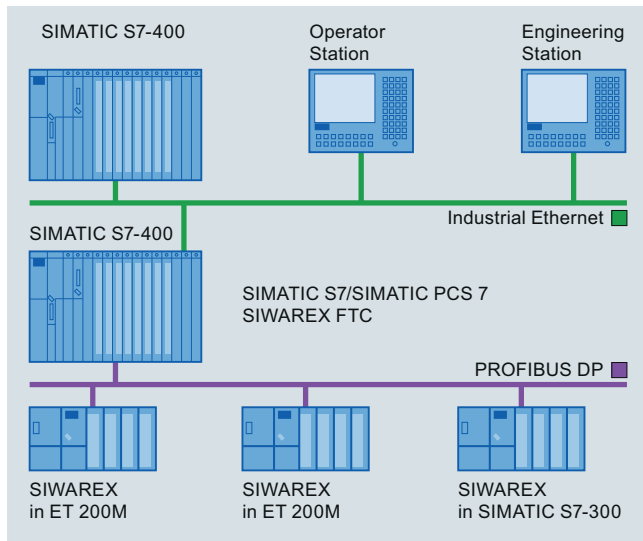 SIMATIC S7-400
Operator
Station
Engineering
Station
Industrial Ethernet
SIMATIC S7-400
SIMATIC S7/SIMATIC PCS 7
SIWAREX FTC
PROFIBUS DP
SIWAREX
in ET 200M
SIWAREX
in ET 200M
SIWAREX
in SIMATIC S7-300